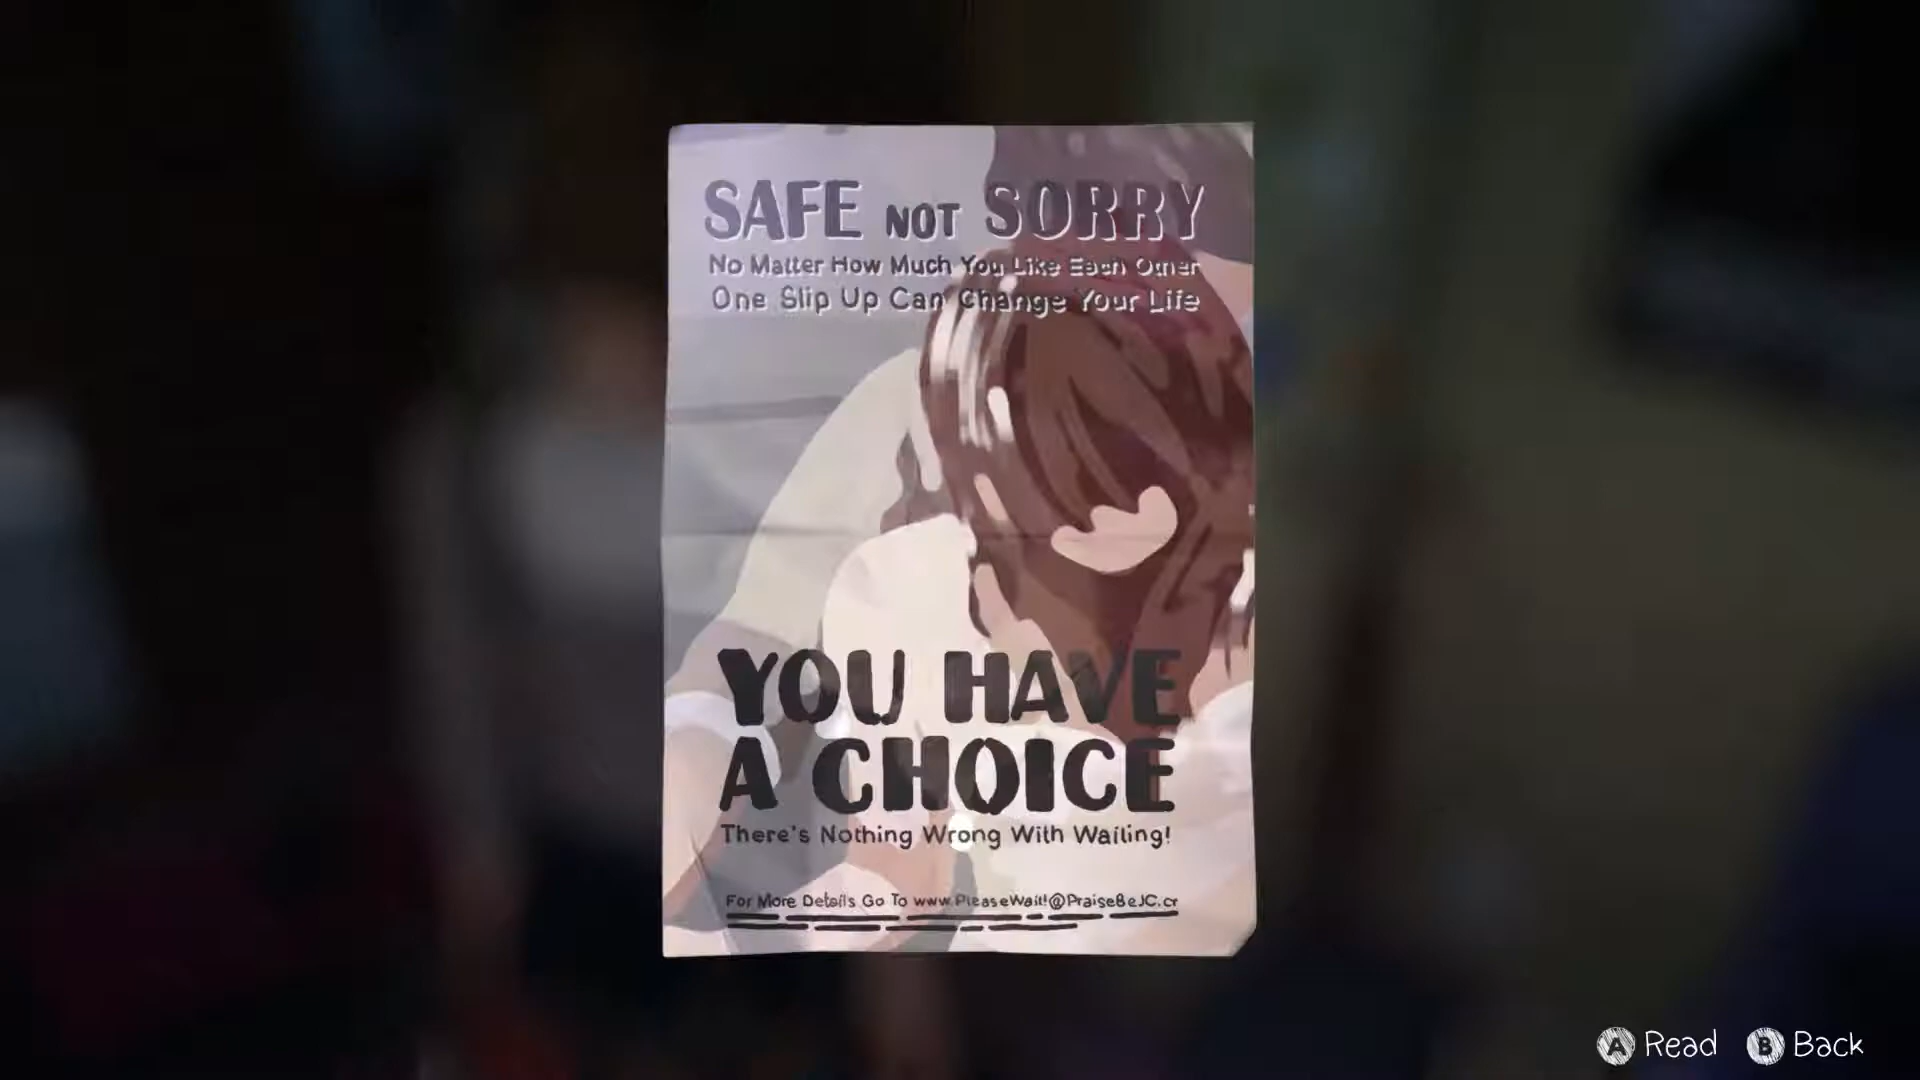 SAFE NOT SORRY
No Matter How Much You Like Each Other
One Slip Up Can Change Your Life
YOU HAVE
A CHOICE
There's Nothing Wrong With Waiting!
For More Details Go To www.PleaseWait!@PraiseBeJC.cr
A Read B Back